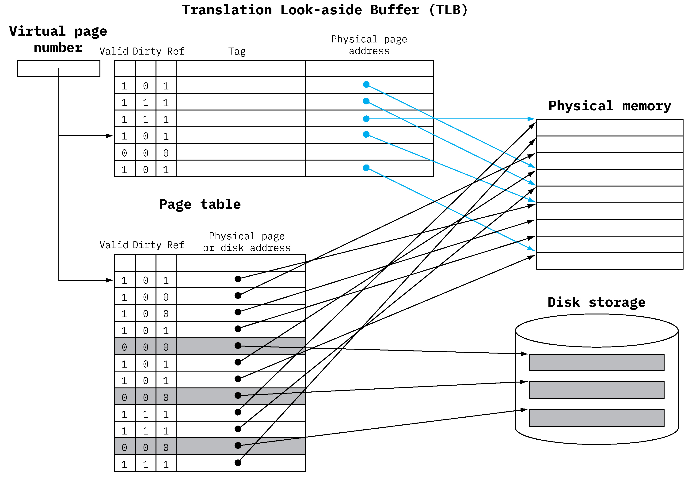 Translation Look-aside Buffer (TLB)
Virtual page
number
Valid Dirty Ref
Tag
Physical page
address
1 0 1
1 1 1
1 1 1
1 0 1
0 0 0
1 0 1
Physical memory
Page table
Valid Dirty Ref
Physical page
or disk address
1 0 1
1 0 0
1 0 0
1 0 1
0 0 0
1 0 1
1 0 1
0 0 0
1 1 1
1 1 1
0 0 0
1 1 1
Disk storage